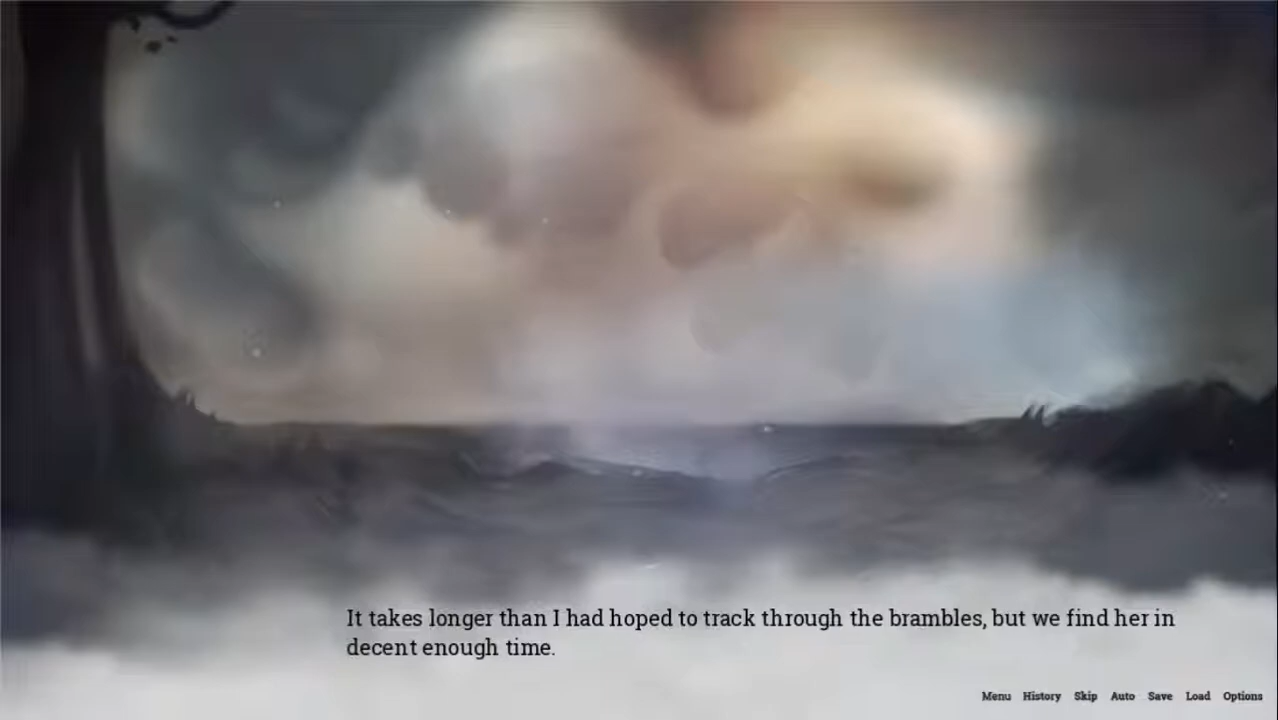 It takes longer than I had hoped to track through the brambles, but we find her in
decent enough time.
Menu History Skip Auto Save Load Options